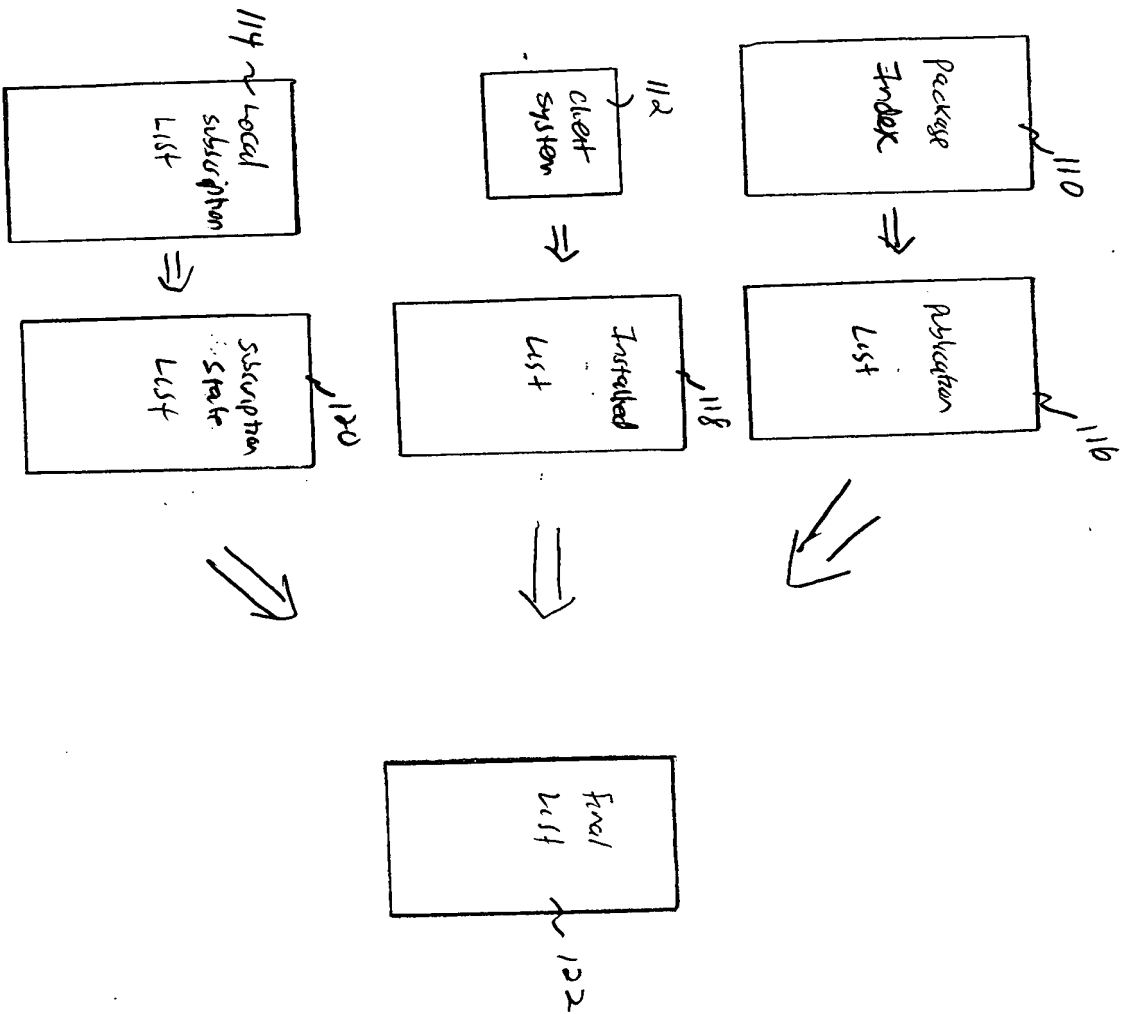 110
Package
Index
116
Publication
List
112
Client
system
118
Installed
List
114
Local
subscription
List
120
Subscription
State
List
Final
List
122